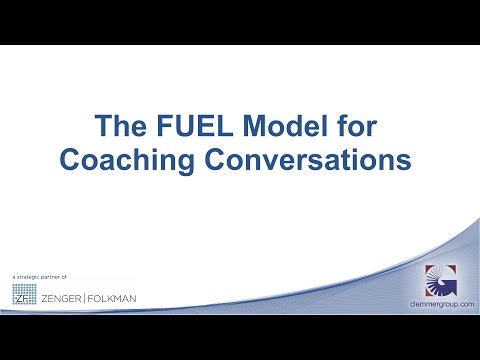 The FUEL Model for
Coaching Conversations
a strategic partner of
ZF ZENGER | FOLKMAN
clemmergroup.com